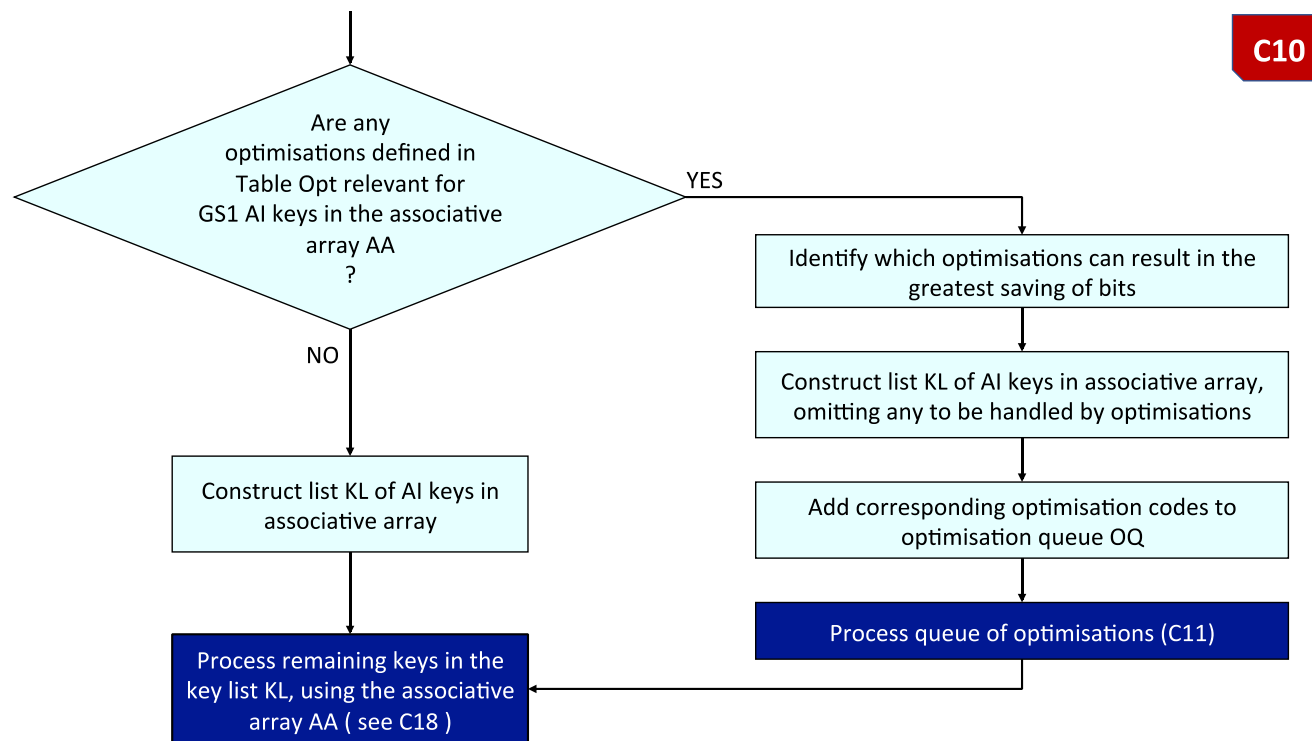 C10
Are any
optimisations defined in
Table Opt relevant for
GS1 AI keys in the associative
array AA
?
YES
Identify which optimisations can result in the
greatest saving of bits
NO
Construct list KL of AI keys in associative array,
omitting any to be handled by optimisations
Construct list KL of AI keys in
associative array
Add corresponding optimisation codes to
optimisation queue OQ
Process queue of optimisations (C11)
Process remaining keys in the
key list KL, using the associative
array AA ( see C18 )